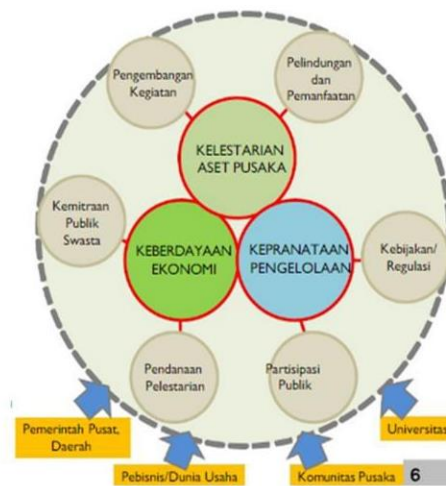 Pengembangan
Kegiatan
Pelindungan
dan
Pemanfaatan
KELESTARIAN
ASET PUSAKA
Kemitraan
Publik
Swasta
KEBERDAYAAN
EKONOMI
KEPRANATAAN
PENGELOLAAN
Kebijakan/
Regulasi
Pendanaan
Pelestarian
Partisipasi
Publik
Pemerintah Pusat,
Daerah
Pebisnis/Dunia Usaha
Komunitas Pusaka
Universitas
6